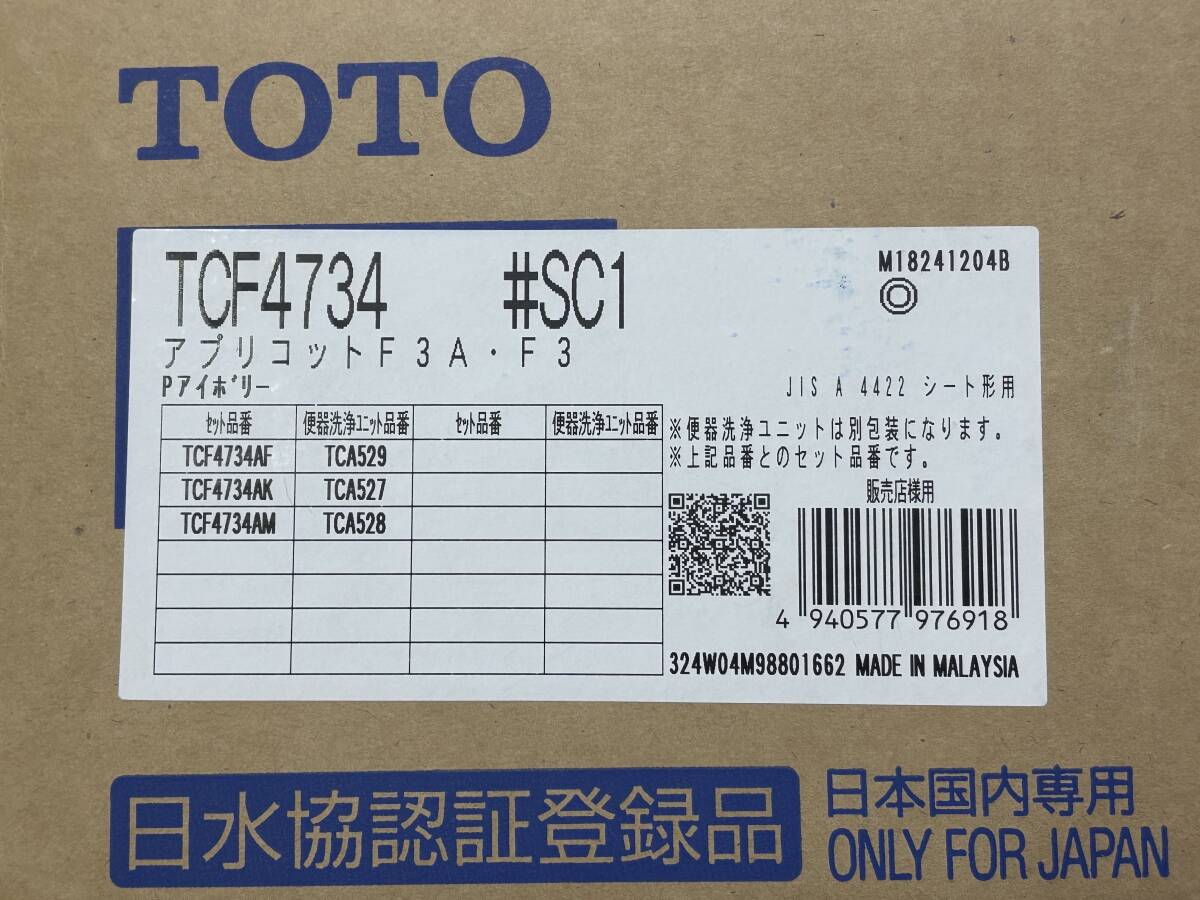 TOTO
TCF4734 #SC1
M18241204B
アプリコットF3A・F3
Pアイボリー
JIS A 4422 シート形用
セット品番 便器洗浄ユニット品番 セット品番 便器洗浄ユニット品番
TCF4734AF TCA529
TCF4734AK TCA527
TCF4734AM TCA528
※便器洗浄ユニットは別包装になります。
※上記品番とのセット品番です。
販売店様用
4 940577 976918
324W04M98801662 MADE IN MALAYSIA
日水協認証登録品
日本国内専用
ONLY FOR JAPAN